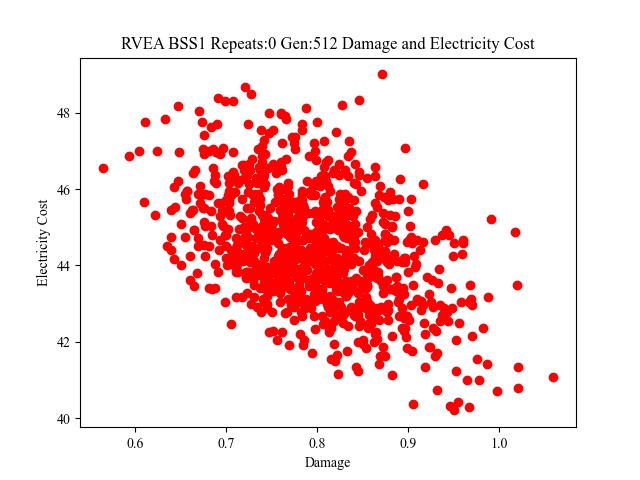 RVEA BSS1 Repeats:0 Gen:512 Damage and Electricity Cost
48
46
44
42
40
Electricity Cost
0.6 0.7 0.8 0.9 1.0
Damage